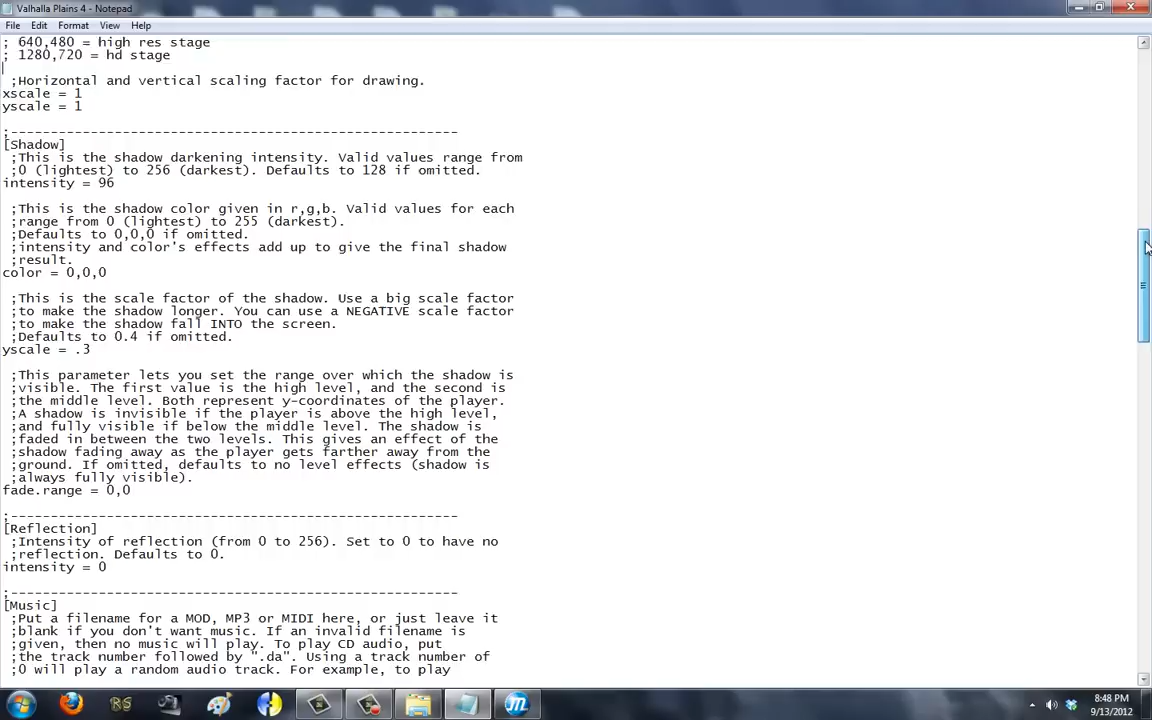 Valhalla Plains 4 - Notepad
File Edit Format View Help
; 640,480 = high res stage
; 1280,720 = hd stage
;Horizontal and vertical scaling factor for drawing.
xscale = 1
yscale = 1
;-----------------------------------------------------
[Shadow]
;This is the shadow darkening intensity. Valid values range from
;0 (lightest) to 256 (darkest). Defaults to 128 if omitted.
intensity = 96
;This is the shadow color given in r,g,b. Valid values for each
;range from 0 (lightest) to 255 (darkest).
;Defaults to 0,0,0 if omitted.
;intensity and color's effects add up to give the final shadow
;result.
color = 0,0,0
;This is the scale factor of the shadow. Use a big scale factor
;to make the shadow longer. You can use a NEGATIVE scale factor
;to make the shadow fall INTO the screen.
;Defaults to 0.4 if omitted.
yscale = .3
;This parameter lets you set the range over which the shadow is
;visible. The first value is the high level, and the second is
;the middle level. Both represent y-coordinates of the player.
;A shadow is invisible if the player is above the high level,
;and fully visible if below the middle level. The shadow is
;faded in between the two levels. This gives an effect of the
;shadow fading away as the player gets farther away from the
;ground. If omitted, defaults to no level effects (shadow is
;always fully visible).
fade.range = 0,0
;-----------------------------------------------------
[Reflection]
;Intensity of reflection (from 0 to 256). Set to 0 to have no
;reflection. Defaults to 0.
intensity = 0
;-----------------------------------------------------
[Music]
;Put a filename for a MOD, MP3 or MIDI here, or just leave it
;blank if you don't want music. If an invalid filename is
;given, then no music will play. To play CD audio, put
;the track number followed by ".da". Using a track number of
;0 will play a random audio track. For example, to play
RS
8:48 PM
9/13/2012